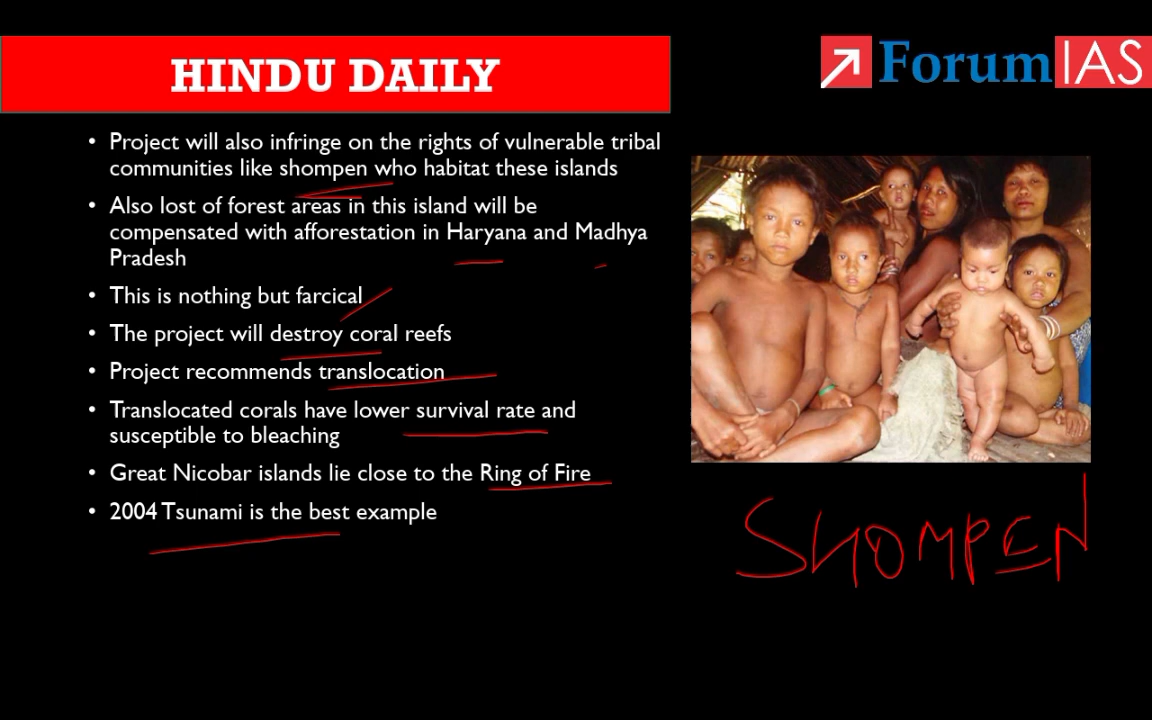 HINDU DAILY
ForumIAS
• Project will also infringe on the rights of vulnerable tribal
communities like shompen who habitat these islands
• Also lost of forest areas in this island will be
compensated with afforestation in Haryana and Madhya
Pradesh
• This is nothing but farcical
• The project will destroy coral reefs
• Project recommends translocation
• Translocated corals have lower survival rate and
susceptible to bleaching
• Great Nicobar islands lie close to the Ring of Fire
• 2004 Tsunami is the best example
SHOMPEN